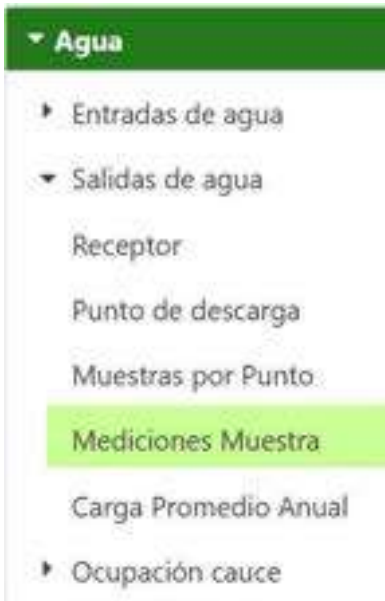 Agua
Entradas de agua
Salidas de agua
Receptor
Punto de descarga
Muestras por Punto
Mediciones Muestra
Carga Promedio Anual
Ocupación cauce